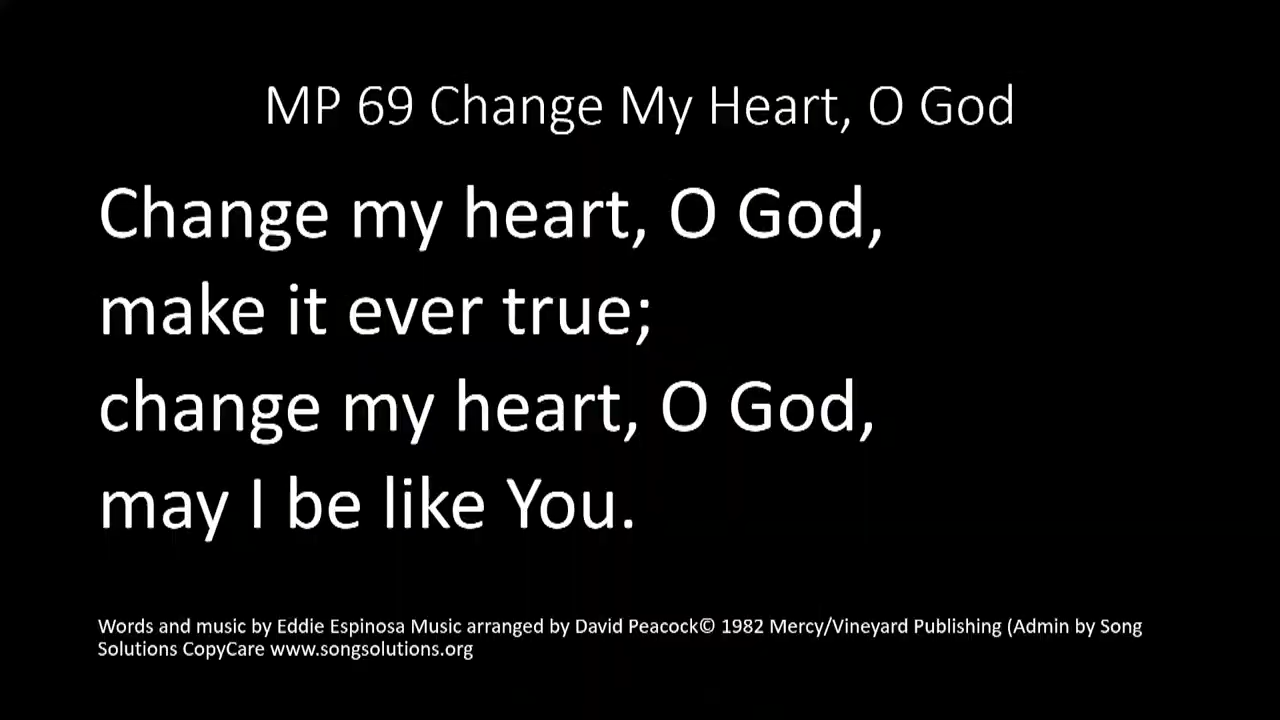 MP 69 Change My Heart, O God
Change my heart, O God,
make it ever true;
change my heart, O God,
may I be like You.
Words and music by Eddie Espinosa Music arranged by David Peacock© 1982 Mercy/Vineyard Publishing (Admin by Song
Solutions CopyCare www.songsolutions.org